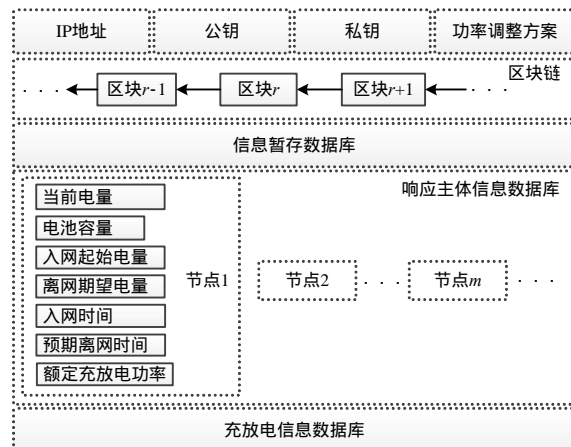 IP地址 公钥 私钥 功率调整方案
区块链
· · · 区块r-1 区块r 区块r+1 · · ·
信息暂存数据库
响应主体信息数据库
当前电量
电池容量
入网起始电量
离网期望电量
入网时间
预期离网时间
额定充放电功率
节点1 节点2 · · · 节点m · · ·
充放电信息数据库